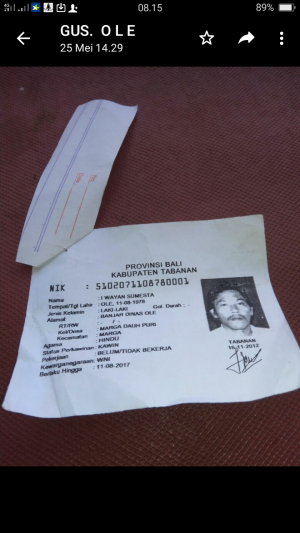 08.15
89%
GUS. O L E
25 Mei 14.29
PROVINSI BALI
KABUPATEN TABANAN
NIK : 5102071108780001
Nama : I WAYAN SUMESTA
Tempat/Tgl Lahir : OLE, 11-08-1978
Jenis Kelamin : LAKI-LAKI Gol. Darah : -
Alamat : BANJAR DINAS OLE
RT/RW : / -
Kel/Desa : MARGA DAUH PURI
Kecamatan : MARGA
Agama : HINDU
Status Perkawinan : KAWIN
Pekerjaan : BELUM/TIDAK BEKERJA
Kewarganegaraan: WNI
Berlaku Hingga : 11-08-2017
TABANAN
16-11-2012